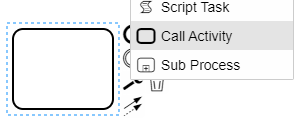 Script Task
Call Activity
Sub Process